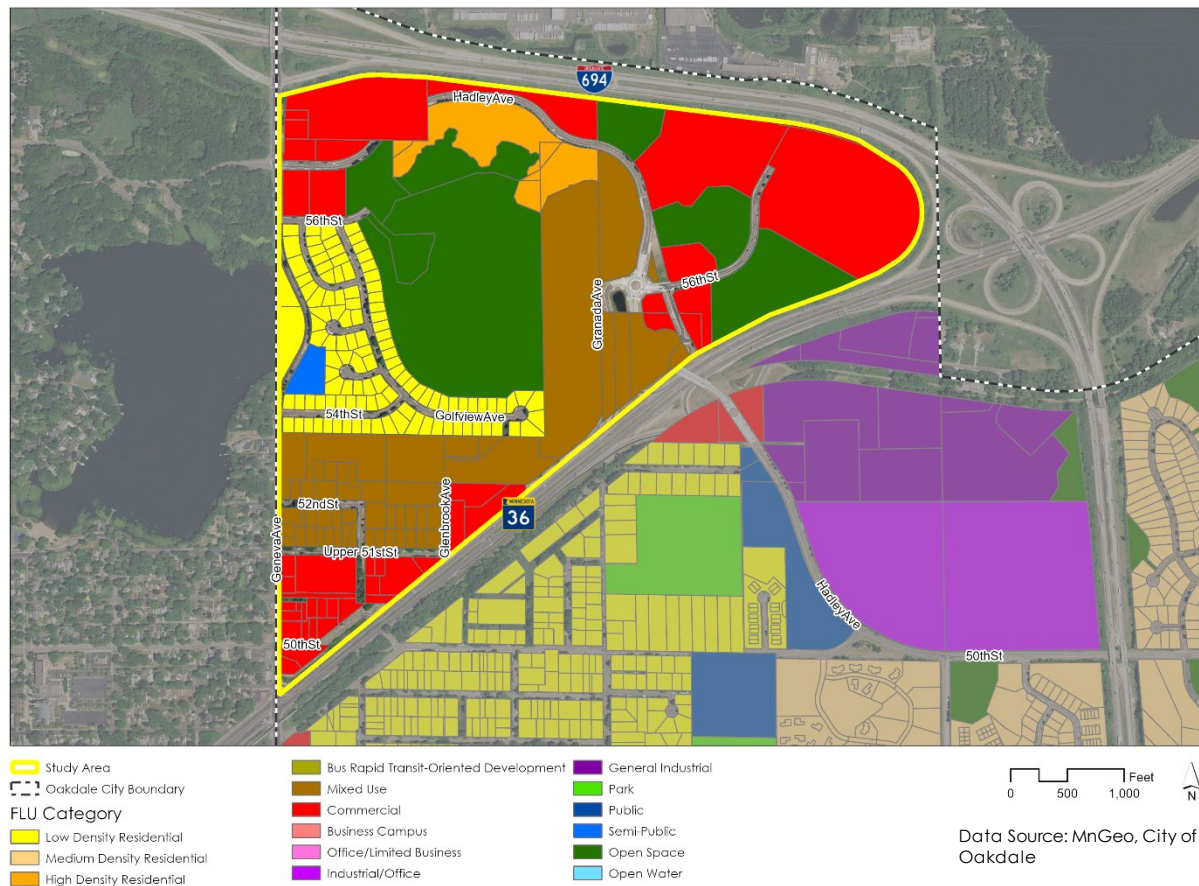 INTERSTATE
694
HadleyAve
56thSt
56thSt
GranadaAve
54thSt
GolfviewAve
52ndSt
GlenbrookAve
MINNESOTA
36
GenevaAve
Upper 51stSt
HadleyAve
50thSt
50thSt
Study Area
Oakdale City Boundary
FLU Category
Low Density Residential
Medium Density Residential
High Density Residential
Bus Rapid Transit-Oriented Development
Mixed Use
Commercial
Business Campus
Office/Limited Business
Industrial/Office
General Industrial
Park
Public
Semi-Public
Open Space
Open Water
Feet
0 500 1,000
N
Data Source: MnGeo, City of
Oakdale